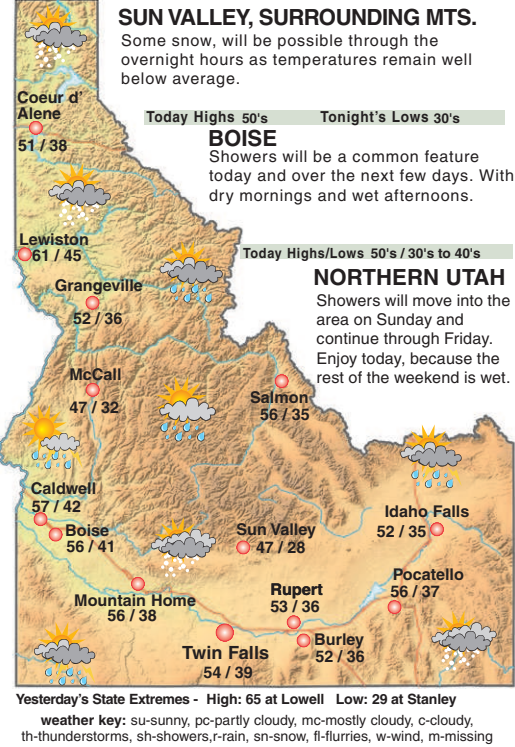 SUN VALLEY, SURROUNDING MTS.
Some snow, will be possible through the
overnight hours as temperatures remain well
below average.
Today Highs 50's Tonight's Lows 30's
BOISE
Showers will be a common feature
today and over the next few days. With
dry mornings and wet afternoons.
Today Highs/Lows 50's / 30's to 40's
NORTHERN UTAH
Showers will move into the
area on Sunday and
continue through Friday.
Enjoy today, because the
rest of the weekend is wet.
Coeur d'
Alene
51 / 38
Lewiston
61 / 45
Grangeville
52 / 36
McCall
47 / 32
Salmon
56 / 35
Caldwell
57 / 42
Boise
56 / 41
Sun Valley
47 / 28
Idaho Falls
52 / 35
Mountain Home
56 / 38
Rupert
53 / 36
Pocatello
56 / 37
Twin Falls
54 / 39
Burley
52 / 36
Yesterday's State Extremes - High: 65 at Lowell Low: 29 at Stanley
weather key: su-sunny, pc-partly cloudy, mc-mostly cloudy, c-cloudy,
th-thunderstorms, sh-showers,r-rain, sn-snow, fl-flurries, w-wind, m-missing